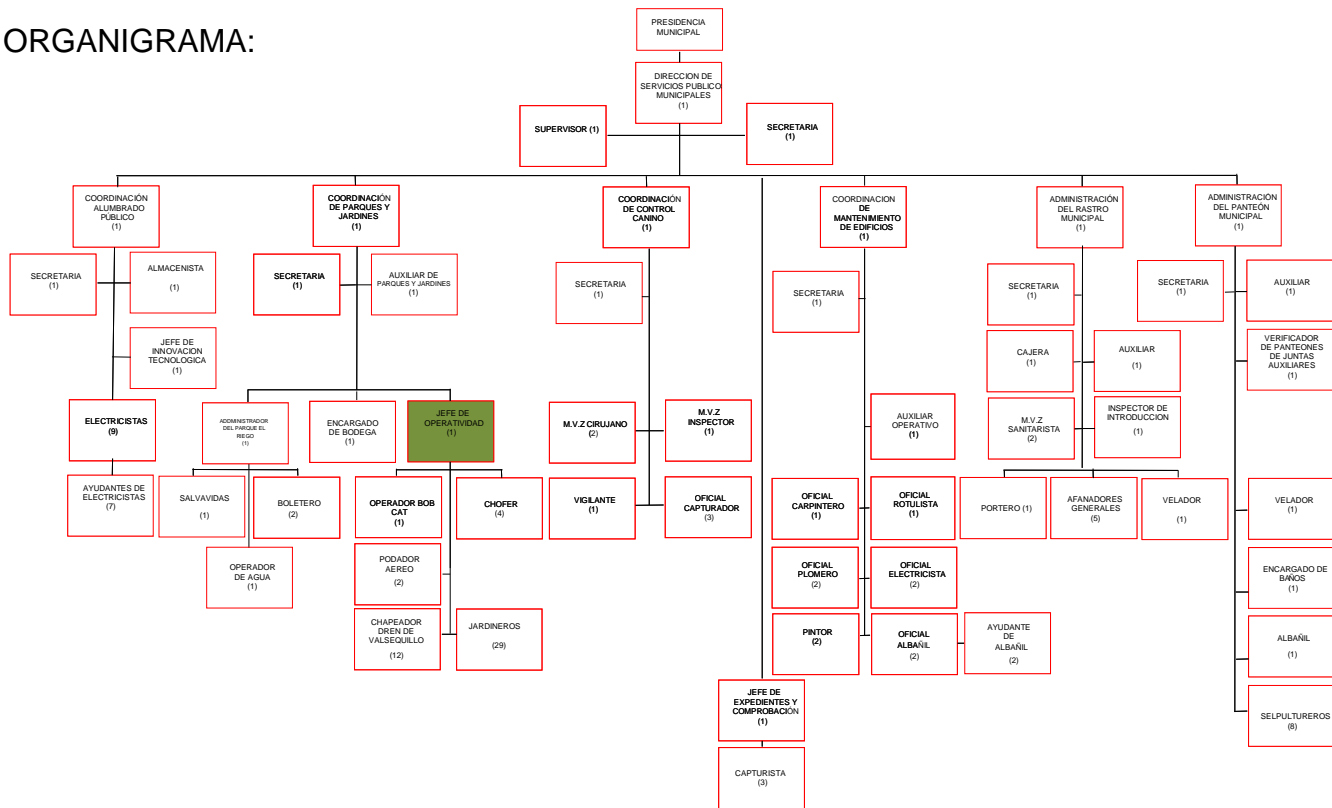 ORGANIGRAMA:
PRESIDENCIA
MUNICIPAL
DIRECCION DE
SERVICIOS PUBLICO
MUNICIPALES
(1)
SUPERVISOR (1)
SECRETARIA
(1)
COORDINACIÓN
ALUMBRADO
PÚBLICO
(1)
SECRETARIA
(1)
ALMACENISTA
(1)
JEFE DE
INNOVACION
TECNOLOGICA
(1)
ELECTRICISTAS
(9)
AYUDANTES DE
ELECTRICISTAS
(7)
COORDINACIÓN
DE PARQUES Y
JARDINES
(1)
SECRETARIA
(1)
AUXILIAR DE
PARQUES Y JARDINES
(1)
ADDMINISTRADOR
DEL PARQUE EL
RIEGO
(1)
ENCARGADO
DE BODEGA
(1)
JEFE DE
OPERATIVIDAD
(1)
SALVAVIDAS
(1)
BOLETERO
(2)
OPERADOR
DE AGUA
(1)
OPERADOR BOB
CAT
(1)
CHOFER
(4)
PODADOR
AEREO
(2)
CHAPEADOR
DREN DE
VALSEQUILLO
(12)
JARDINEROS
(29)
COORDINACIÓN
DE CONTROL
CANINO
(1)
SECRETARIA
(1)
M.V.Z CIRUJANO
(2)
M.V.Z
INSPECTOR
(1)
VIGILANTE
(1)
OFICIAL
CAPTURADOR
(3)
JEFE DE
EXPEDIENTES Y
COMPROBACIÓN
(1)
CAPTURISTA
(3)
COORDINACION
DE
MANTENIMIENTO
DE EDIFICIOS
(1)
SECRETARIA
(1)
AUXILIAR
OPERATIVO
(1)
OFICIAL
CARPINTERO
(1)
OFICIAL
ROTULISTA
(1)
OFICIAL
PLOMERO
(2)
OFICIAL
ELECTRICISTA
(2)
PINTOR
(2)
OFICIAL
ALBAÑIL
(2)
AYUDANTE
DE
ALBAÑIL
(2)
ADMINISTRACIÓN
DEL RASTRO
MUNICIPAL
(1)
SECRETARIA
(1)
CAJERA
(1)
AUXILIAR
(1)
M.V.Z
SANITARISTA
(2)
INSPECTOR DE
INTRODUCCION
(1)
PORTERO (1)
AFANADORES
GENERALES
(5)
VELADOR
(1)
ADMINISTRACIÓN
DEL PANTEÓN
MUNICIPAL
(1)
SECRETARIA
(1)
AUXILIAR
(1)
VERIFICADOR
DE PANTEONES
DE JUNTAS
AUXILIARES
(1)
VELADOR
(1)
ENCARGADO DE
BAÑOS
(1)
ALBAÑIL
(1)
SELPULTUREROS
(8)